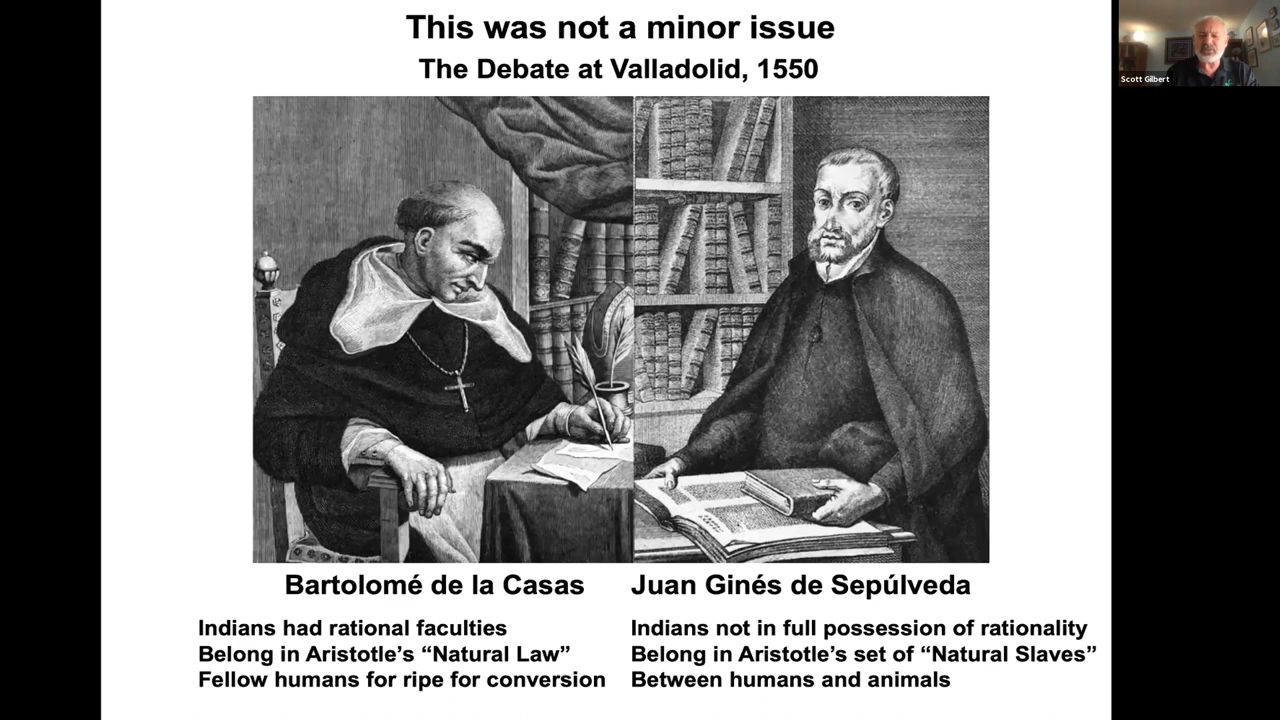 This was not a minor issue
The Debate at Valladolid, 1550
Scott Gilbert
Bartolomé de la Casas
Juan Ginés de Sepúlveda
Indians had rational faculties
Belong in Aristotle’s “Natural Law”
Fellow humans for ripe for conversion
Indians not in full possession of rationality
Belong in Aristotle’s set of “Natural Slaves”
Between humans and animals